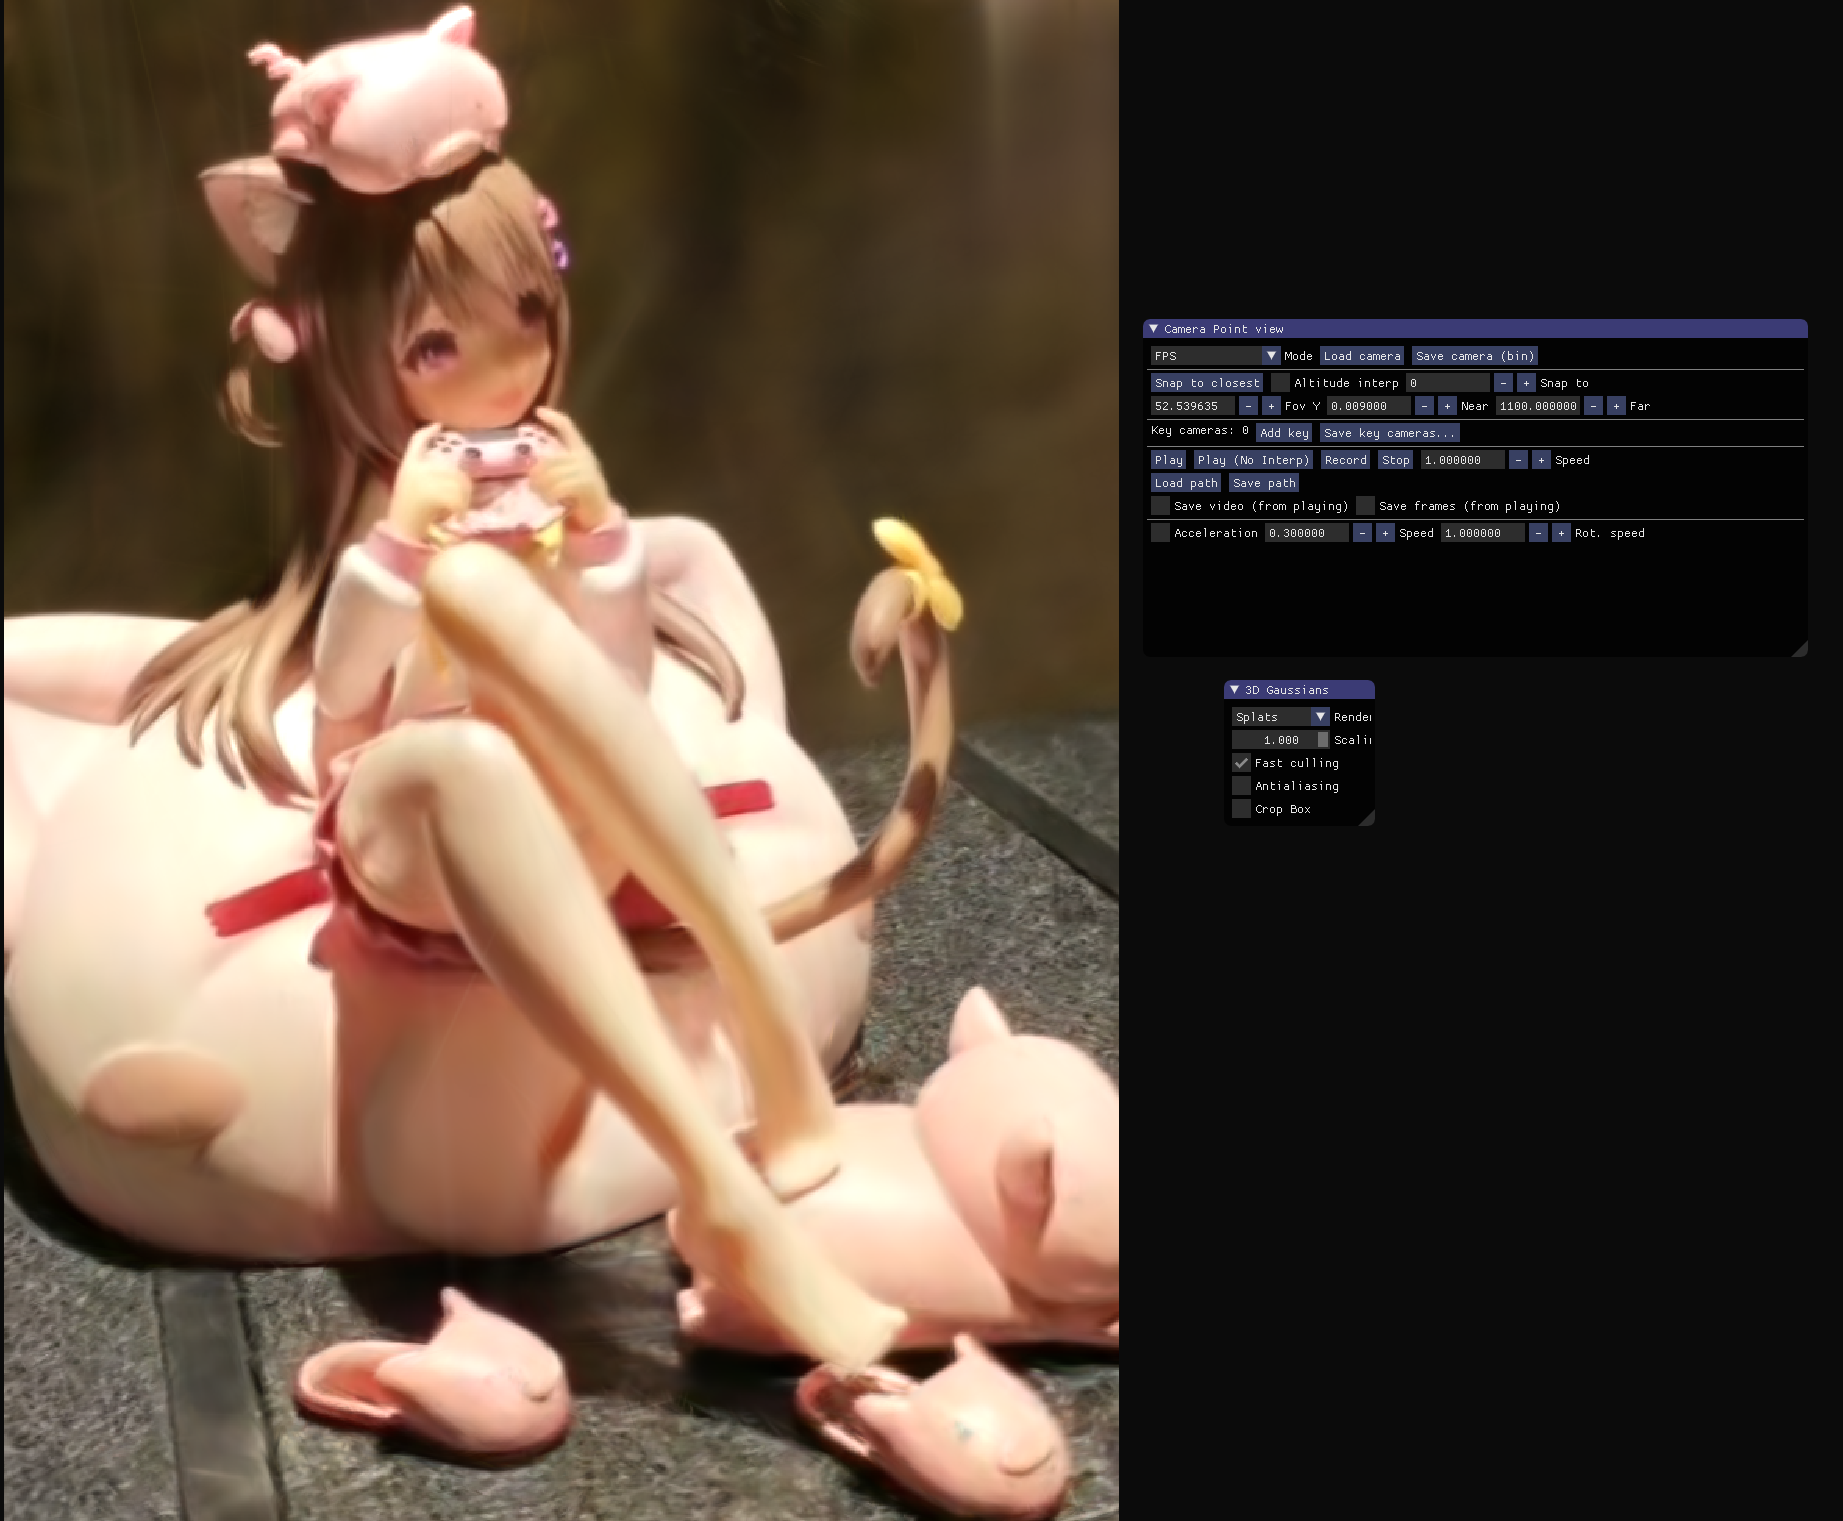 Camera Point view
FPS Mode Load camera Save camera (bin)
Snap to closest Altitude interp 0 - + Snap to
52.539635 - + Fov Y 0.009000 - + Near 1100.000000 - + Far
Key cameras: 0 Add key Save key cameras...
Play Play (No Interp) Record Stop 1.000000 - + Speed
Load path Save path
Save video (from playing) Save frames (from playing)
Acceleration 0.300000 - + Speed 1.000000 - + Rot. speed
3D Gaussians
Splats Render
1.000 Scali
Fast culling
Antialiasing
Crop Box